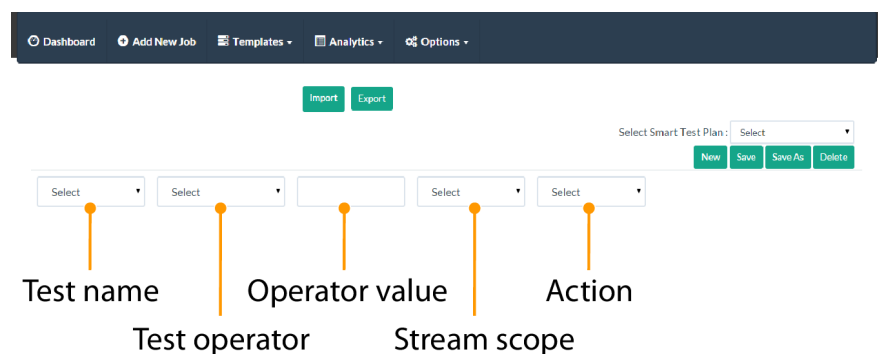 Dashboard Add New Job Templates Analytics Options
Import Export
Select Smart Test Plan : Select
New Save Save As Delete
Select Select Select Select
Test name Operator value Action
Test operator Stream scope